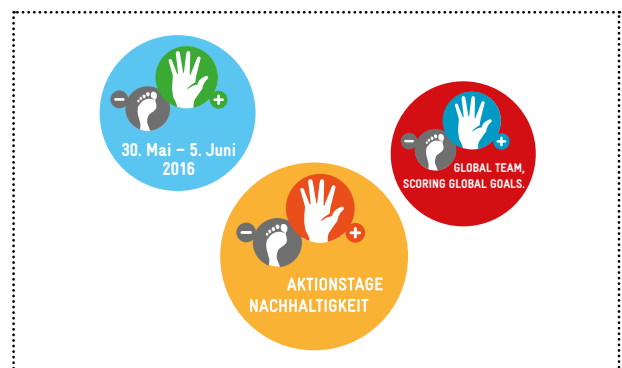 30. Mai – 5. Juni
2016
GLOBAL TEAM,
SCORING GLOBAL GOALS.
AKTIONSTAGE
NACHHALTIGKEIT